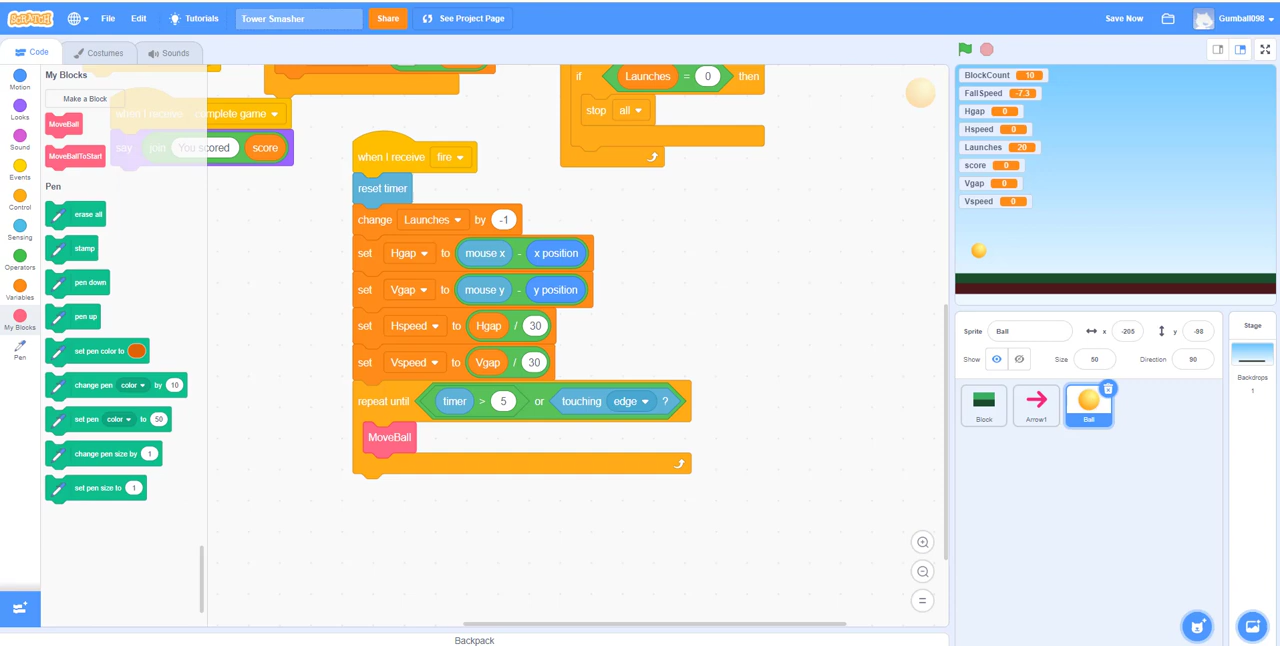 SCRATCH File Edit Tutorials Tower Smasher Share See Project Page Save Now Gumball098
Code Costumes Sounds
Motion
Looks
Sound
Events
Control
Sensing
Operators
Variables
My Blocks
Pen
My Blocks
Make a Block
MoveBall
MoveBallToStart
Pen
erase all
stamp
pen down
pen up
set pen color to
change pen color by 10
set pen color to 50
change pen size by 1
set pen size to 1
when I receive complete game
say join You scored score
if Launches = 0 then
stop all
when I receive fire
reset timer
change Launches by -1
set Hgap to mouse x - x position
set Vgap to mouse y - y position
set Hspeed to Hgap / 30
set Vspeed to Vgap / 30
repeat until timer > 5 or touching edge ?
MoveBall
Backpack
BlockCount 10
FallSpeed -7.3
Hgap 0
Hspeed 0
Launches 20
score 0
Vgap 0
Vspeed 0
Sprite Ball x -205 y -98
Show Size 50 Direction 90
Block
Arrow1
Ball
Stage
Backdrops
1